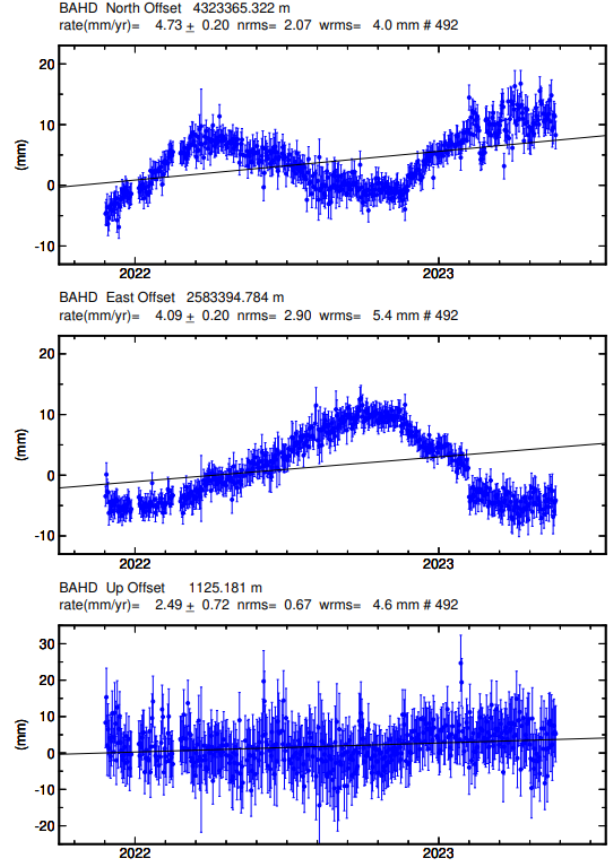 BAHD North Offset 4323365.322 m
rate(mm/yr)= 4.73 ± 0.20 nrms= 2.07 wrms= 4.0 mm # 492
20
10
0
-10
(mm)
2022 2023
BAHD East Offset 2583394.784 m
rate(mm/yr)= 4.09 ± 0.20 nrms= 2.90 wrms= 5.4 mm # 492
20
10
0
-10
(mm)
2022 2023
BAHD Up Offset 1125.181 m
rate(mm/yr)= 2.49 ± 0.72 nrms= 0.67 wrms= 4.6 mm # 492
30
20
10
0
-10
-20
(mm)
2022 2023